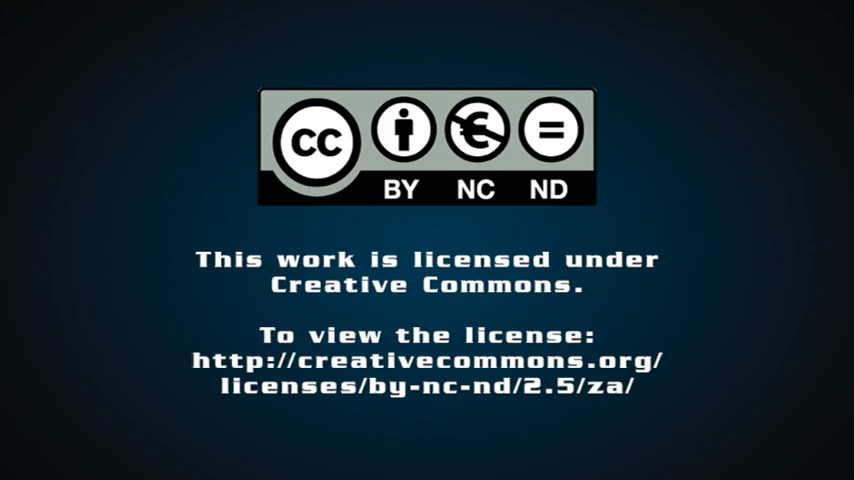 CC BY NC ND
This work is licensed under
Creative Commons.
To view the license:
http://creativecommons.org/
licenses/by-nc-nd/2.5/za/